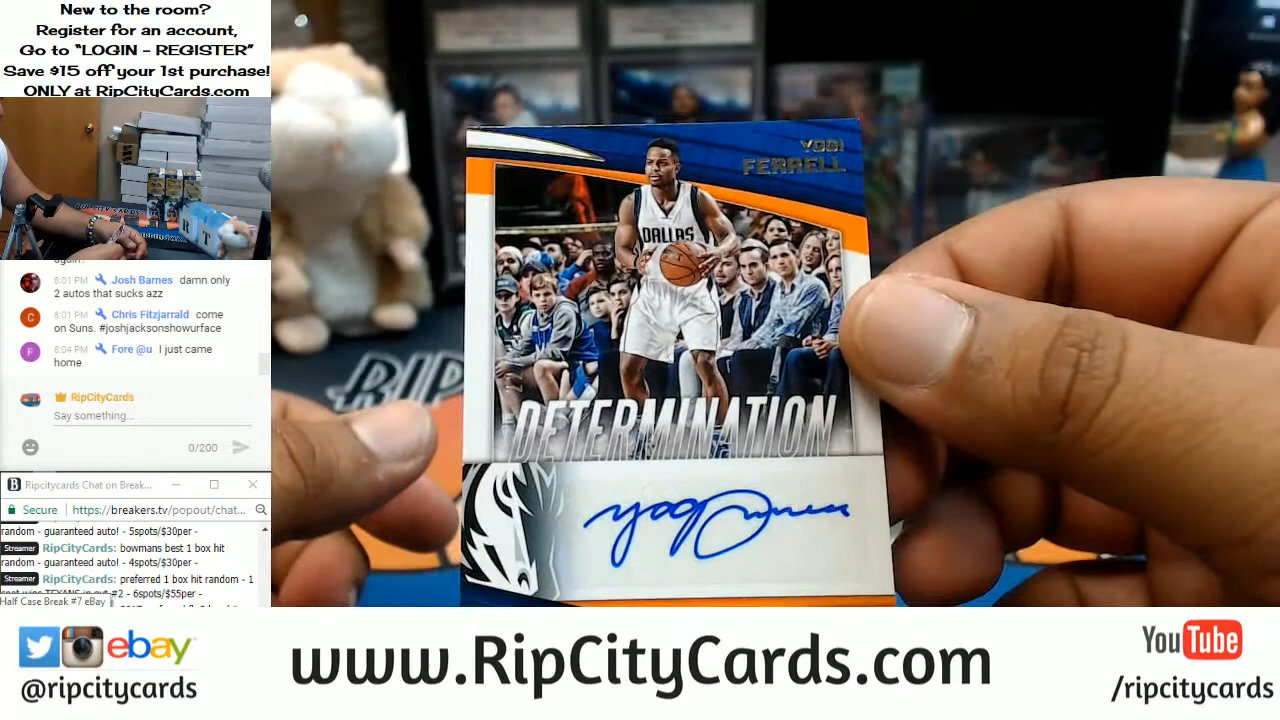 New to the room?
Register for an account,
Go to “LOGIN - REGISTER”
Save $15 off your 1st purchase!
ONLY at RipCityCards.com
8:01 PM Josh Barnes damn only
2 autos that sucks azz
8:01 PM Chris Fitzjarrald come
on Suns. #joshjacksonshowurface
8:04 PM Fore @u I just came
home
RipCityCards
Say something...
0/200
Ripcitycards Chat on Break...
Secure https://breakers.tv/popout/chat...
random - guaranteed auto! - 5spots/$30per -
Streamer RipCityCards: bowmans best 1 box hit
random - guaranteed auto! - 4spots/$30per -
Streamer RipCityCards: preferred 1 box hit random - 1
#2 - 6spots/$55per -
Half Case Break #7 eBay
YOGI
FERRELL
DALLAS
DETERMINATION
RIP
R T
ebay
@ripcitycards
www.RipCityCards.com
YouTube
/ripcitycards